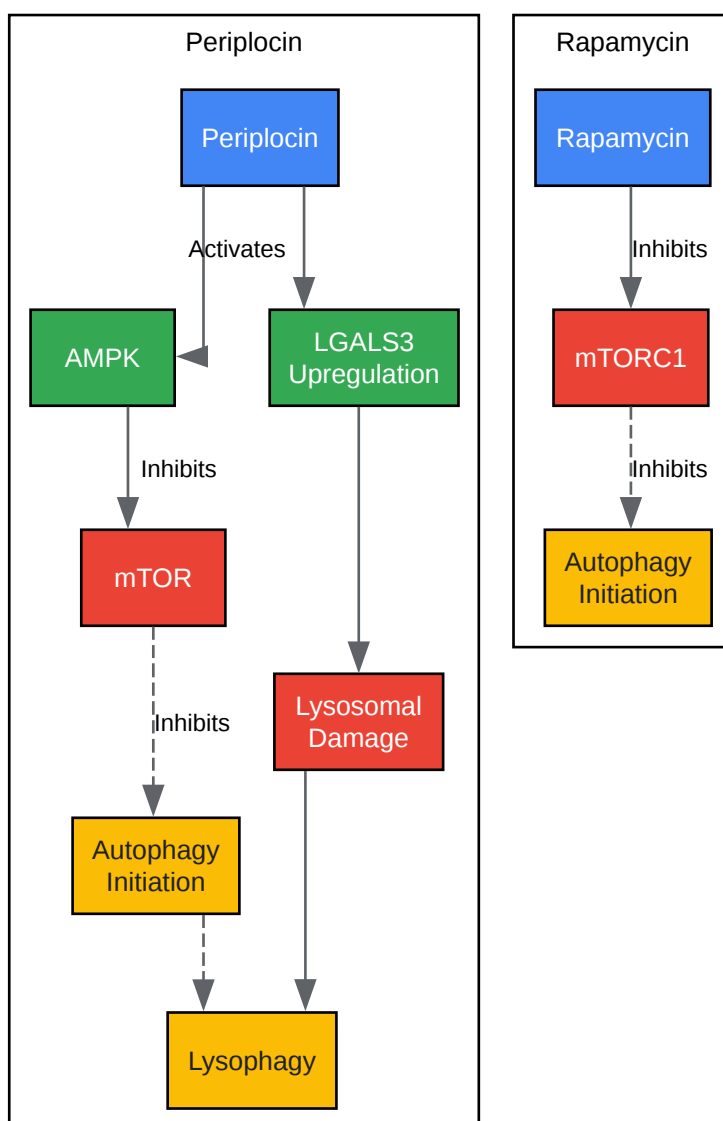 Periplocin
Periplocin
Activates
AMPK
LGALS3
Upregulation
Inhibits
mTOR
Lysosomal
Damage
Inhibits
Autophagy
Initiation
Lysophagy
Rapamycin
Rapamycin
Inhibits
mTORC1
Inhibits
Autophagy
Initiation